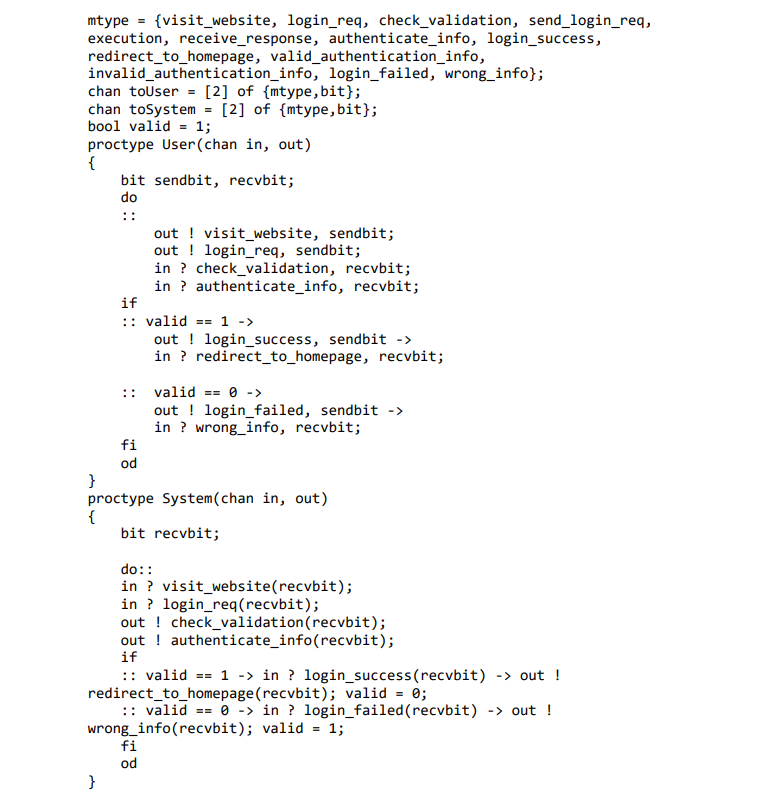 mtype = {visit_website, login_req, check_validation, send_login_req,
execution, receive_response, authenticate_info, login_success,
redirect_to_homepage, valid_authentication_info,
invalid_authentication_info, login_failed, wrong_info};
chan toUser = [2] of {mtype,bit};
chan toSystem = [2] of {mtype,bit};
bool valid = 1;
proctype User(chan in, out)
{
    bit sendbit, recvbit;
    do
    ::
        out ! visit_website, sendbit;
        out ! login_req, sendbit;
        in ? check_validation, recvbit;
        in ? authenticate_info, recvbit;
    if
    :: valid == 1 ->
        out ! login_success, sendbit ->
        in ? redirect_to_homepage, recvbit;
    ::  valid == 0 ->
        out ! login_failed, sendbit ->
        in ? wrong_info, recvbit;
    fi
    od
}
proctype System(chan in, out)
{
    bit recvbit;
    do::
    in ? visit_website(recvbit);
    in ? login_req(recvbit);
    out ! check_validation(recvbit);
    out ! authenticate_info(recvbit);
    if
    :: valid == 1 -> in ? login_success(recvbit) -> out !
redirect_to_homepage(recvbit); valid = 0;
    :: valid == 0 -> in ? login_failed(recvbit) -> out !
wrong_info(recvbit); valid = 1;
    fi
    od
}